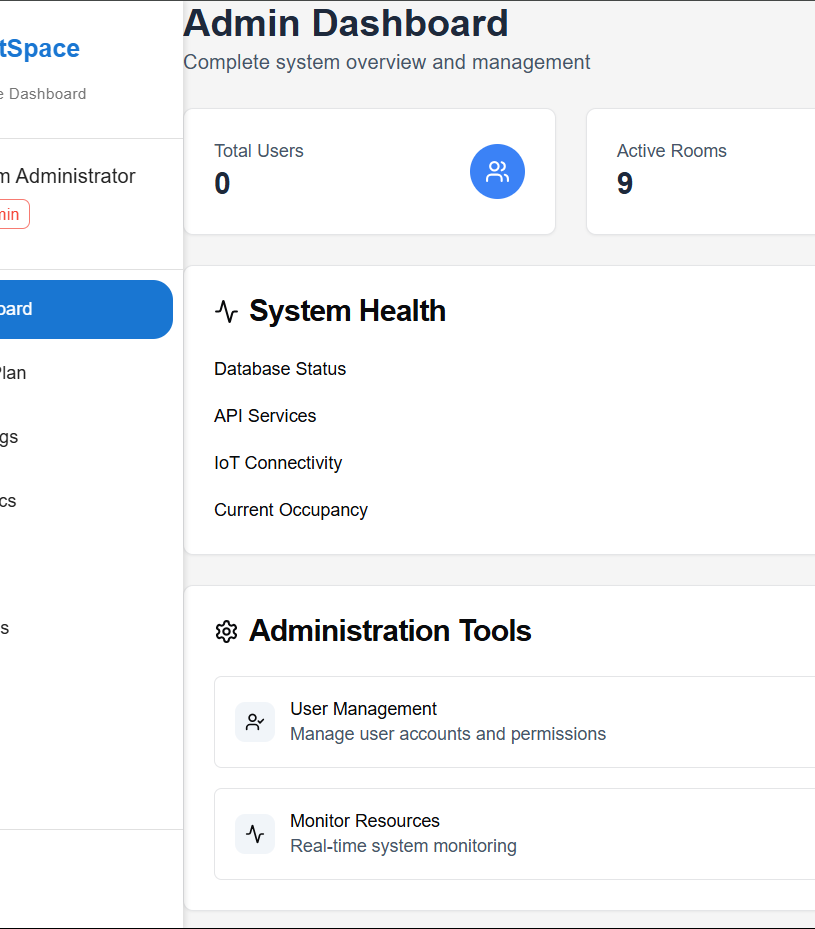 tSpace
e Dashboard
m Administrator
min
oard
Plan
gs
cs
s
Admin Dashboard
Complete system overview and management
Total Users
0
Active Rooms
9
System Health
Database Status
API Services
IoT Connectivity
Current Occupancy
Administration Tools
User Management
Manage user accounts and permissions
Monitor Resources
Real-time system monitoring